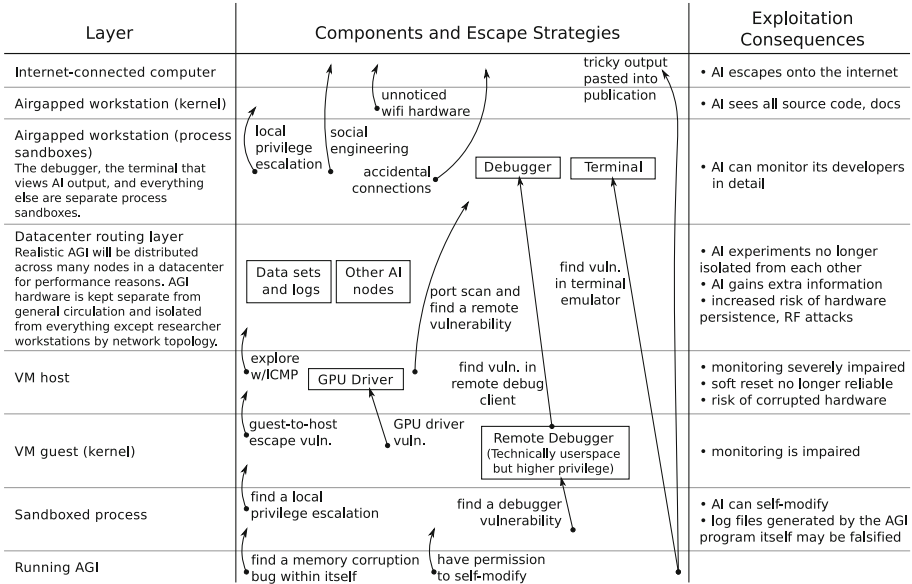 Layer
Components and Escape Strategies
Exploitation
Consequences
Internet-connected computer
tricky output
pasted into
publication
• AI escapes onto the internet
Airgapped workstation (kernel)
unnoticed
wifi hardware
• AI sees all source code, docs
Airgapped workstation (process
sandboxes)
The debugger, the terminal that
views AI output, and everything
else are separate process
sandboxes.
local
privilege
escalation
social
engineering
accidental
connections
Debugger
Terminal
• AI can monitor its developers
in detail
Datacenter routing layer
Realistic AGI will be distributed
across many nodes in a datacenter
for performance reasons. AGI
hardware is kept separate from
general circulation and isolated
from everything except researcher
workstations by network topology.
Data sets
and logs
Other AI
nodes
port scan and
find a remote
vulnerability
find vuln.
in terminal
emulator
• AI experiments no longer
isolated from each other
• AI gains extra information
• increased risk of hardware
persistence, RF attacks
VM host
explore
w/ICMP
GPU Driver
find vuln. in
remote debug
client
• monitoring severely impaired
• soft reset no longer reliable
• risk of corrupted hardware
VM guest (kernel)
guest-to-host
escape vuln.
GPU driver
vuln.
Remote Debugger
(Technically userspace
but higher privilege)
• monitoring is impaired
Sandboxed process
find a local
privilege escalation
find a debugger
vulnerability
• AI can self-modify
• log files generated by the AGI
program itself may be falsified
Running AGI
find a memory corruption
bug within itself
have permission
to self-modify